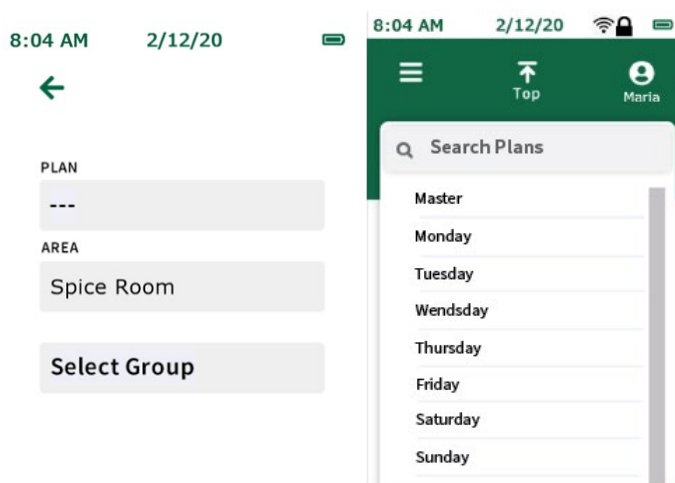 8:04 AM 2/12/20
PLAN
---
AREA
Spice Room
Select Group
8:04 AM 2/12/20
Top
Maria
Search Plans
Master
Monday
Tuesday
Wendsday
Thursday
Friday
Saturday
Sunday